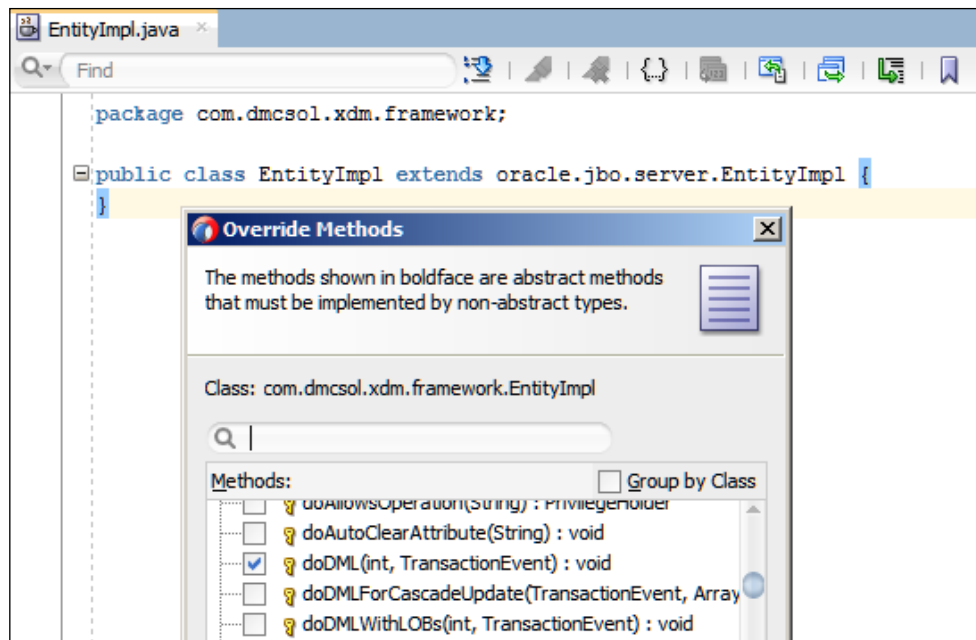 EntityImpl.java
Find
package com.dmcsol.xdm.framework;
public class EntityImpl extends oracle.jbo.server.EntityImpl {
}
Override Methods
The methods shown in boldface are abstract methods
that must be implemented by non-abstract types.
Class: com.dmcsol.xdm.framework.EntityImpl
Methods: Group by Class
doAllowsOperation(String) : PrivilegeHolder
doAutoClearAttribute(String) : void
doDML(int, TransactionEvent) : void
doDMLForCascadeUpdate(TransactionEvent, Array
doDMLWithLOBs(int, TransactionEvent) : void